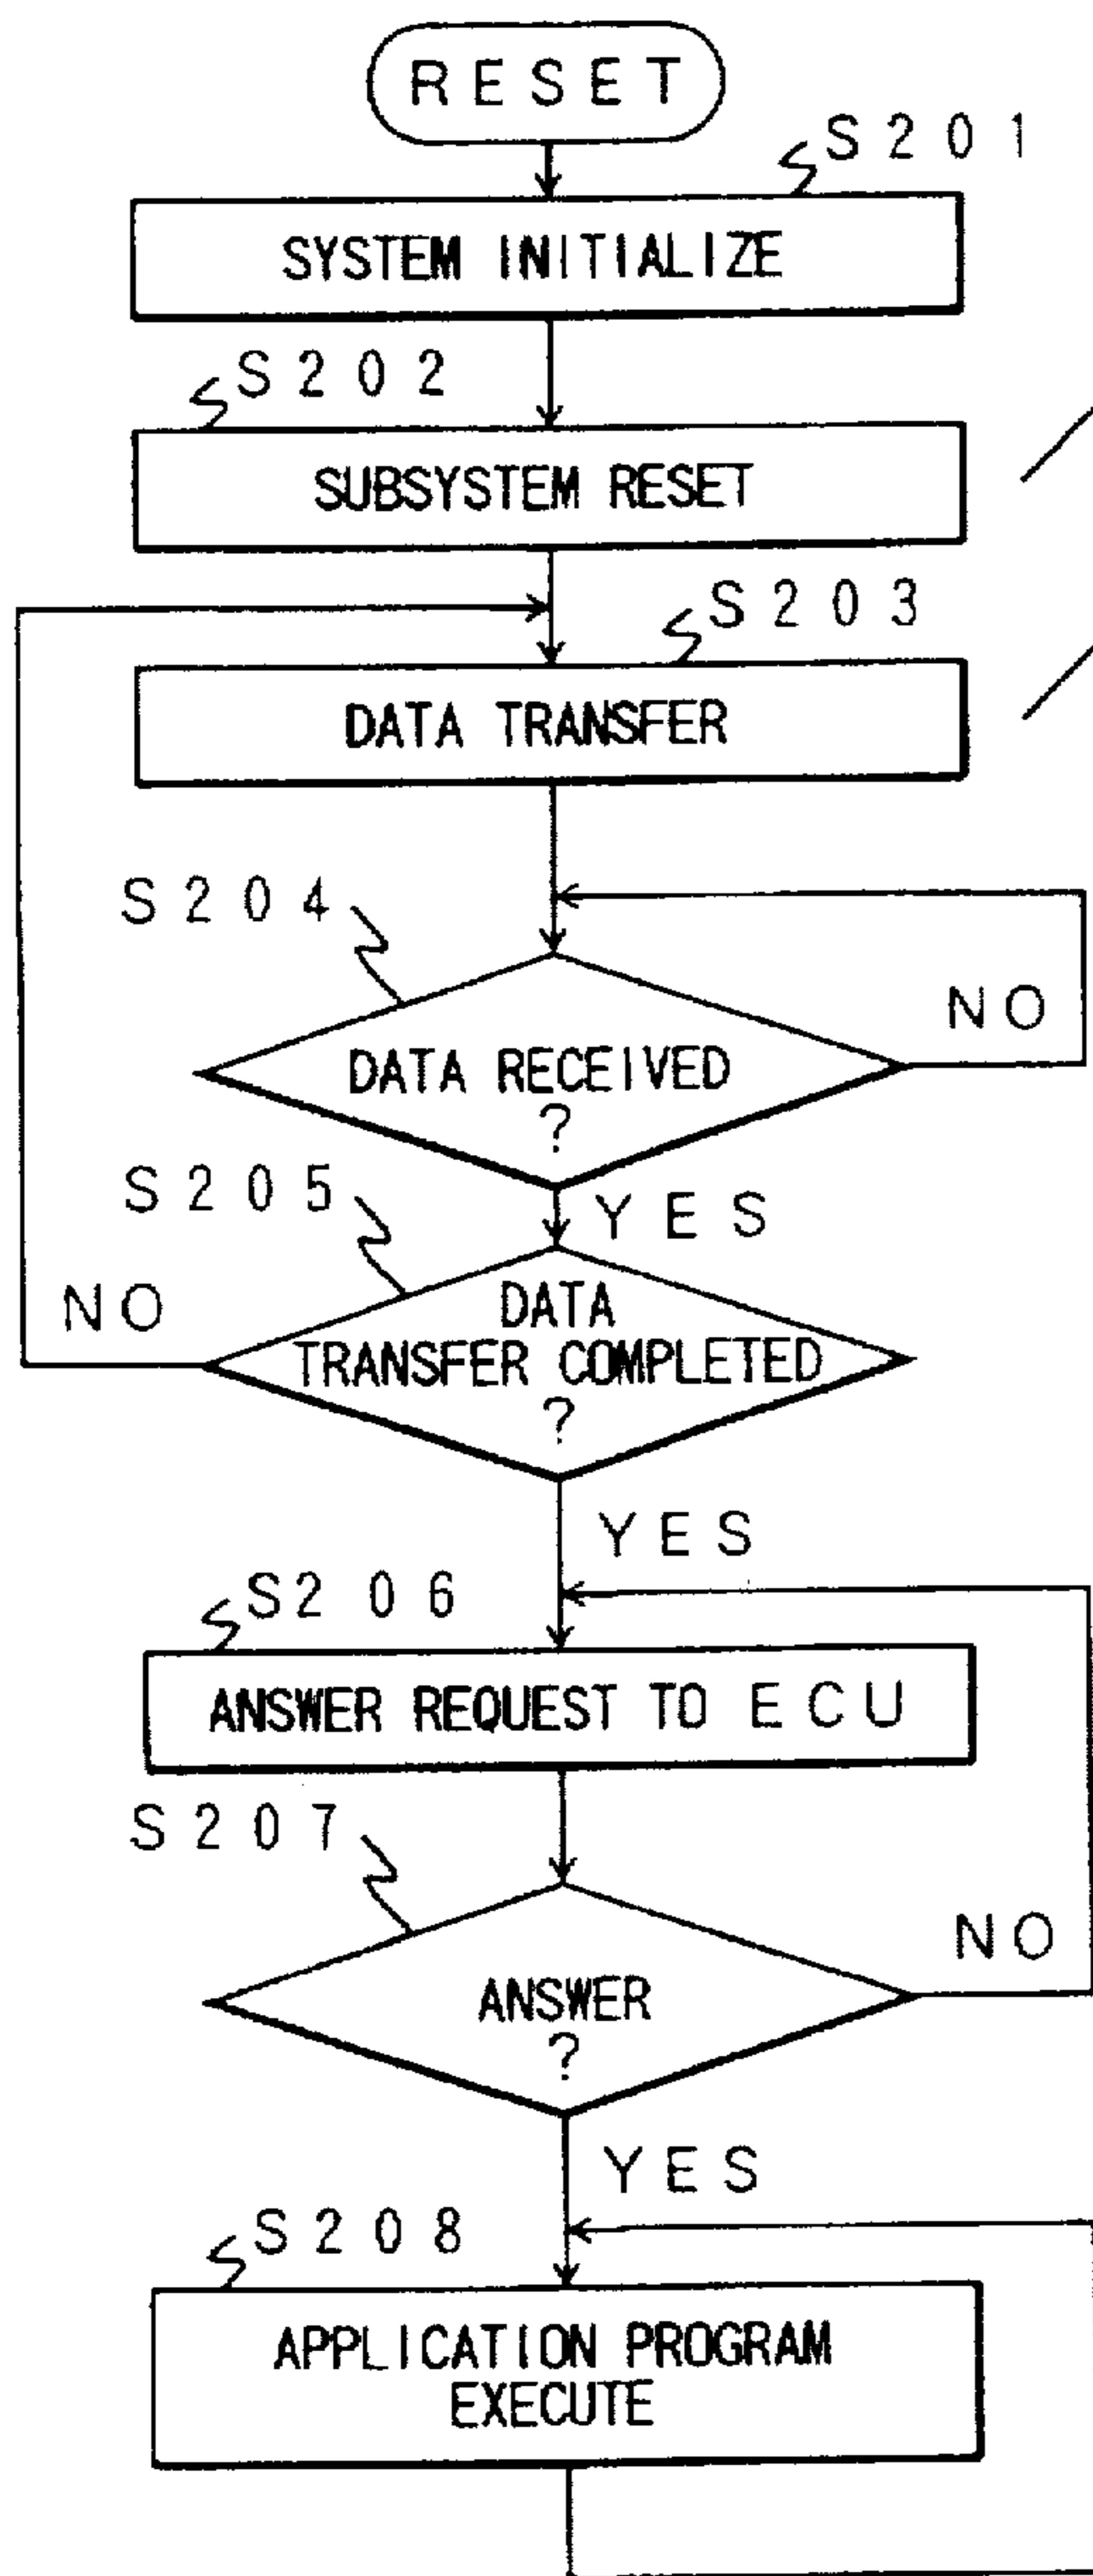 RESET
S201
SYSTEM INITIALIZE
S202
SUBSYSTEM RESET
S203
DATA TRANSFER
S204
NO
DATA RECEIVED
?
S205
YES
NO
DATA
TRANSFER COMPLETED
?
YES
S206
ANSWER REQUEST TO ECU
S207
NO
ANSWER
?
YES
S208
APPLICATION PROGRAM
EXECUTE